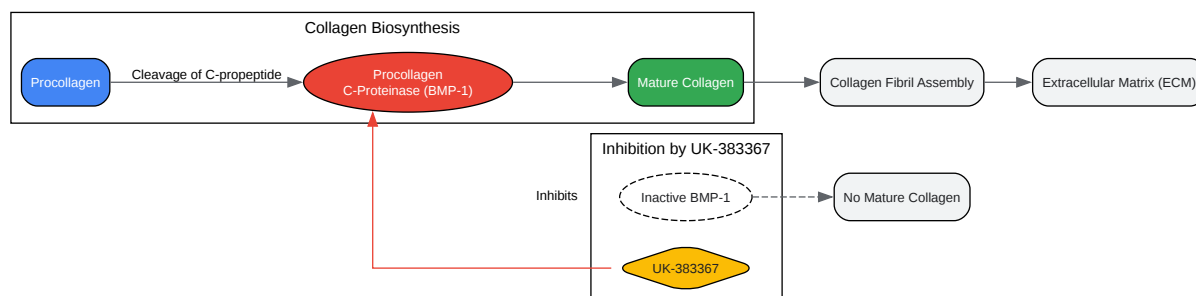 Collagen Biosynthesis
Procollagen
Cleavage of C-propeptide
Procollagen
C-Proteinase (BMP-1)
Mature Collagen
Collagen Fibril Assembly
Extracellular Matrix (ECM)
Inhibition by UK-383367
Inhibits
Inactive BMP-1
No Mature Collagen
UK-383367